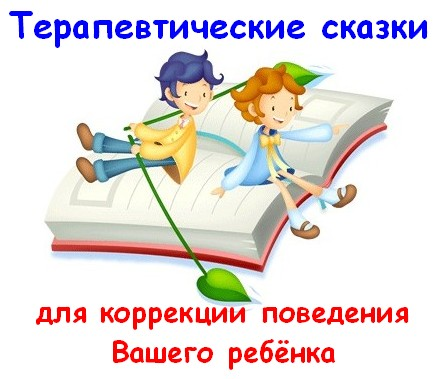 Терапевтические сказки
для коррекции поведения
Вашего ребёнка